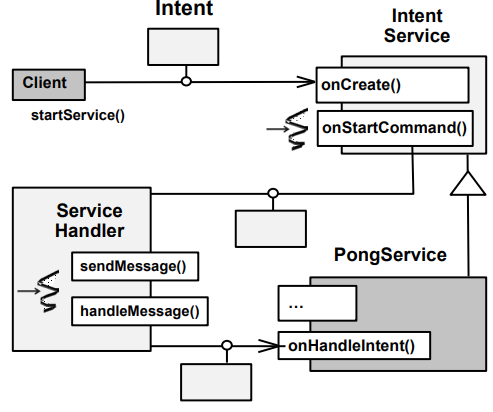 Intent
Intent
Service
Client
startService()
onCreate()
onStartCommand()
Service
Handler
sendMessage()
handleMessage()
PongService
...
onHandleIntent()